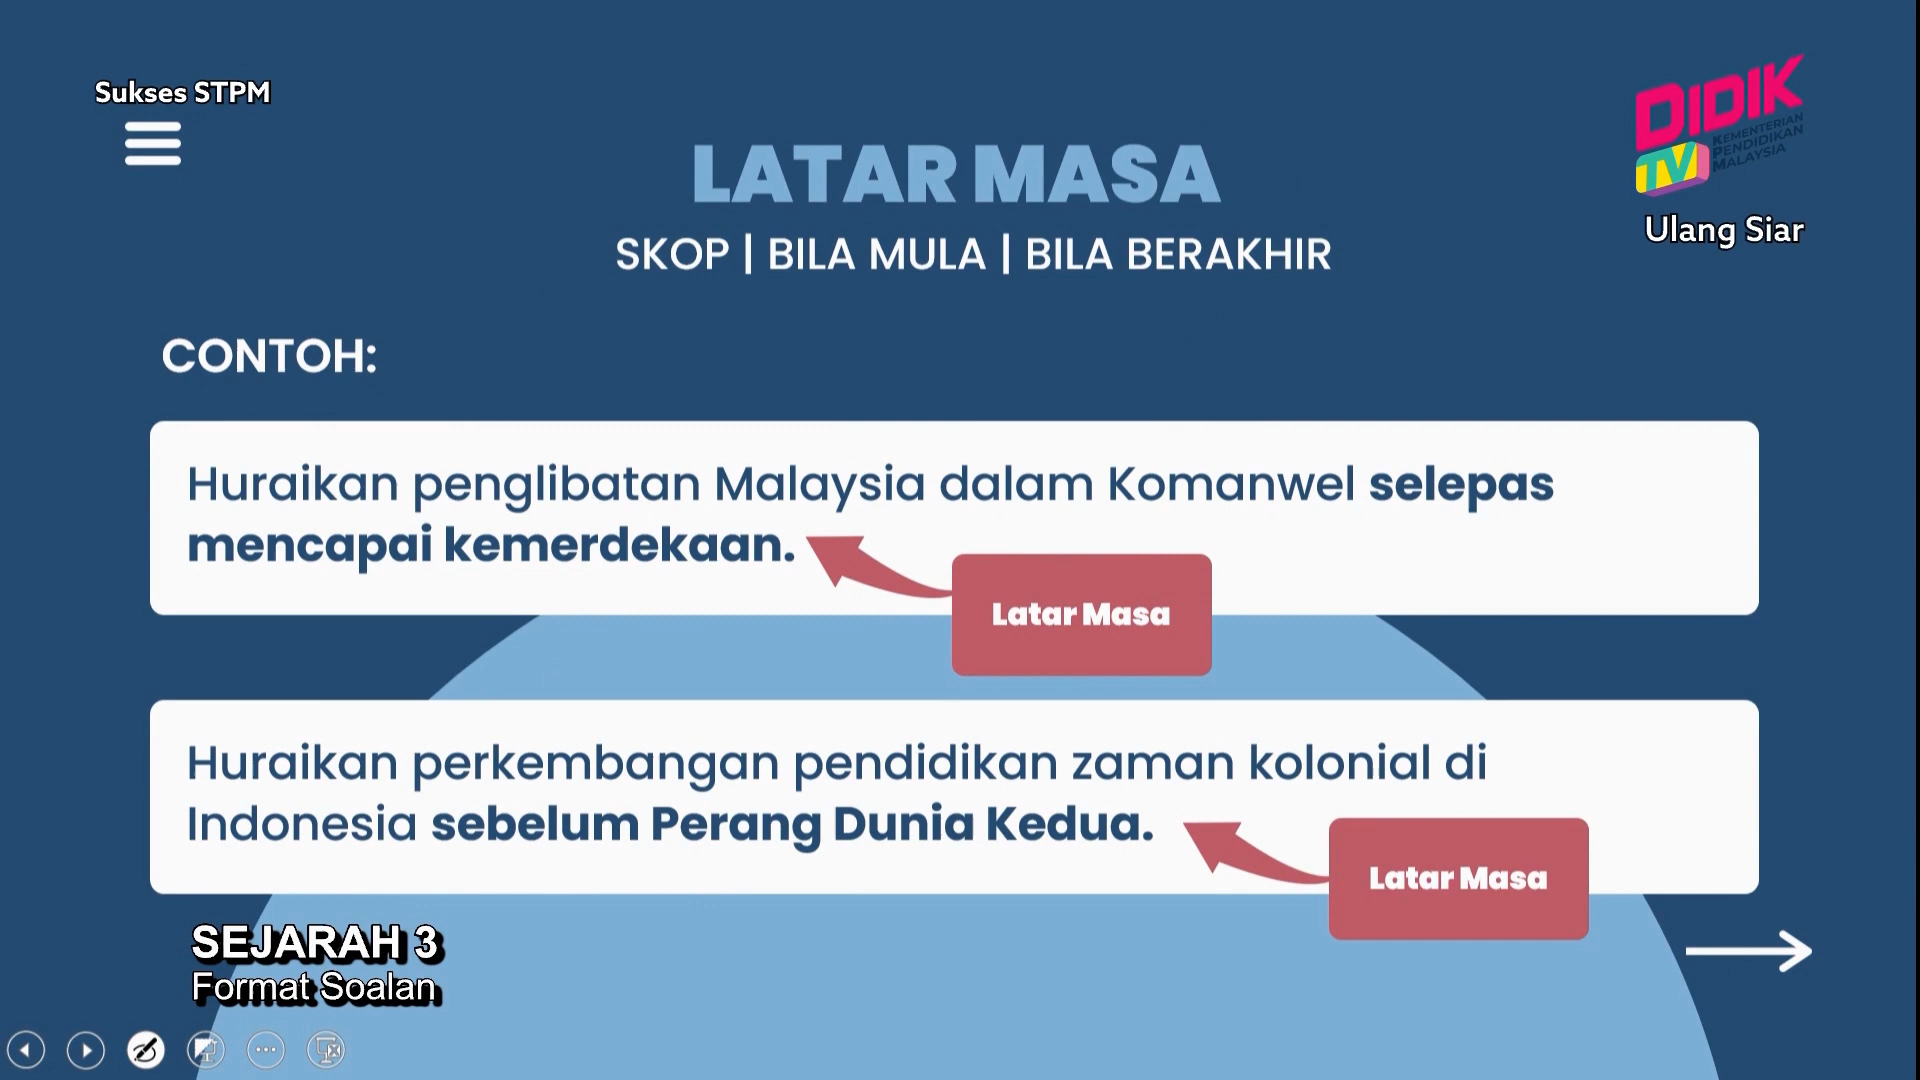 Sukses STPM
DIDIK
TV
KEMENTERIAN
PENDIDIKAN
MALAYSIA
Ulang Siar
LATAR MASA
SKOP | BILA MULA | BILA BERAKHIR
CONTOH:
Huraikan penglibatan Malaysia dalam Komanwel selepas
mencapai kemerdekaan.
Latar Masa
Huraikan perkembangan pendidikan zaman kolonial di
Indonesia sebelum Perang Dunia Kedua.
Latar Masa
SEJARAH 3
Format Soalan